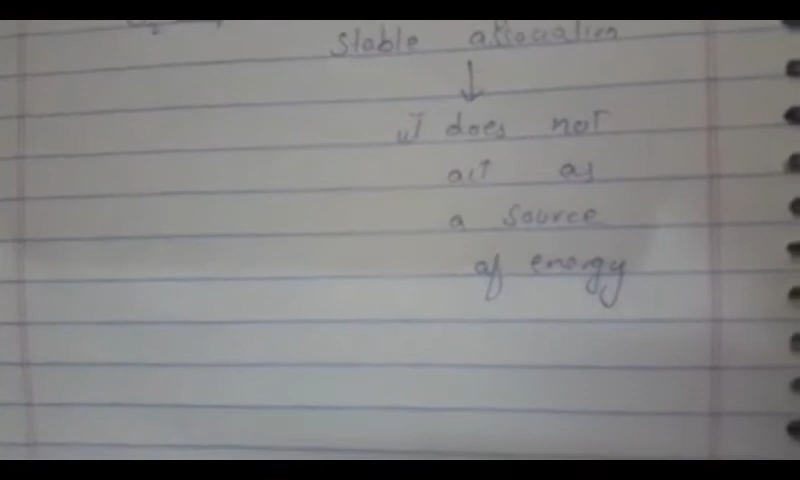 Stable association
↓
it does not
act as
a source
of energy